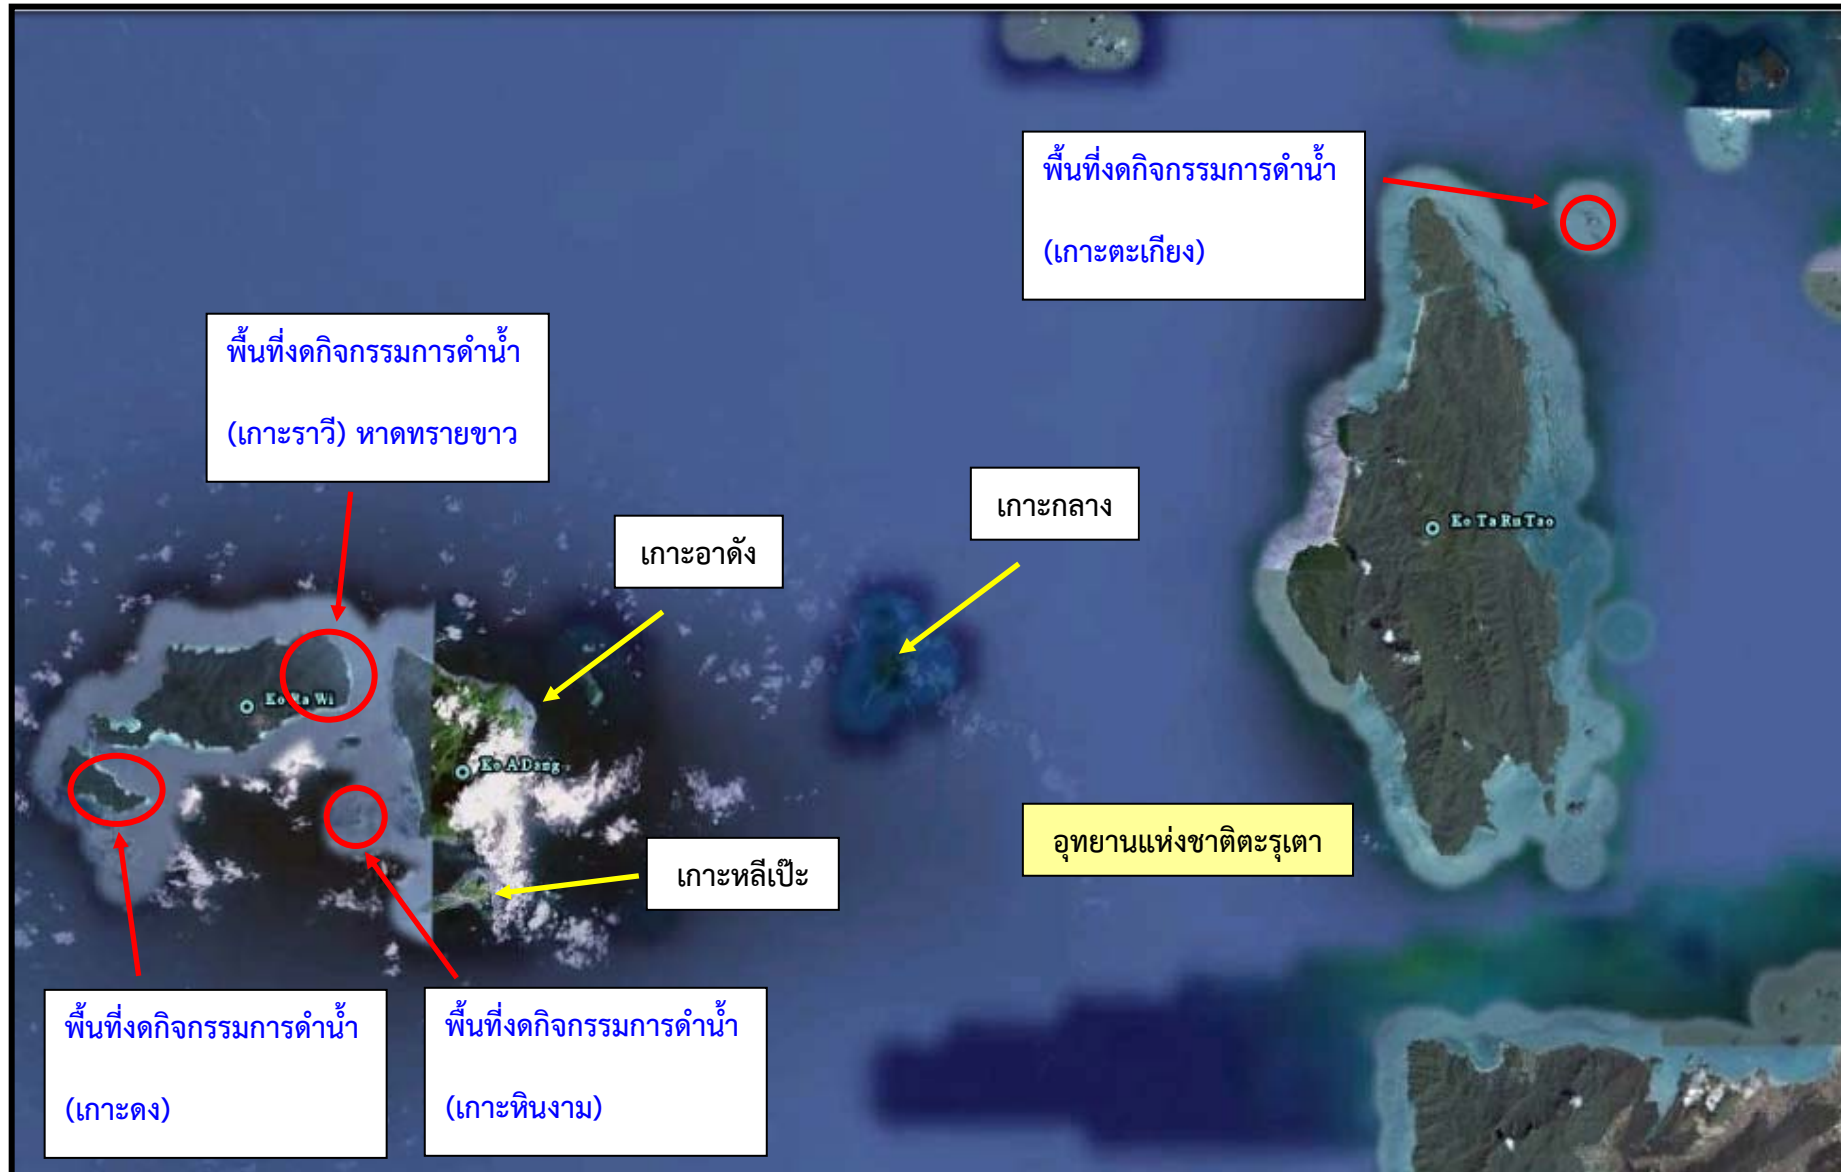 พื้นที่งดกิจกรรมการดำน้ำ
(เกาะตะเกียง)
พื้นที่งดกิจกรรมการดำน้ำ
(เกาะราวี) หาดทรายขาว
เกาะกลาง
เกาะอาดัง
Ko Ta Ru Tao
Ko Ra Wi
Ko A Dang
อุทยานแห่งชาติตะรุเตา
เกาะหลีเป๊ะ
พื้นที่งดกิจกรรมการดำน้ำ
(เกาะดง)
พื้นที่งดกิจกรรมการดำน้ำ
(เกาะหินงาม)